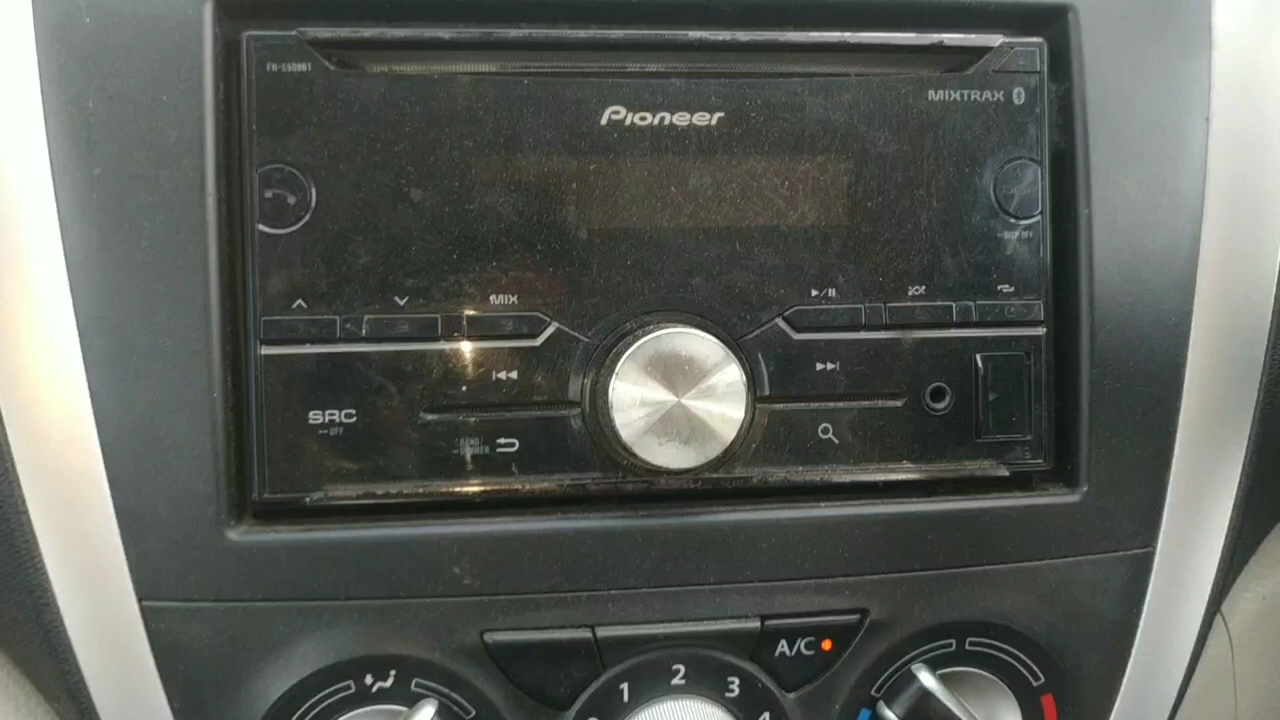 FH-S509BT
MIXTRAX
Pioneer
DISP OFF
MIX
SRC
OFF
BAND/
DIMMER
A/C
1 2 3 4